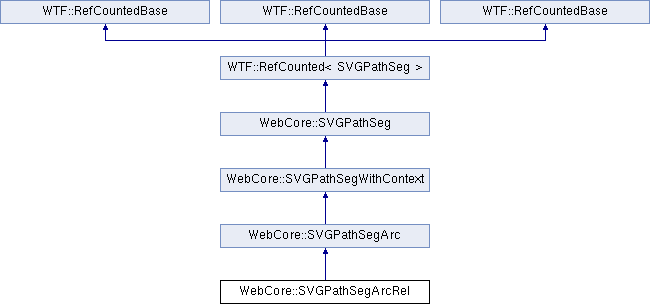 WTF::RefCountedBase
WTF::RefCountedBase
WTF::RefCountedBase
WTF::RefCounted< SVGPathSeg >
WebCore::SVGPathSeg
WebCore::SVGPathSegWithContext
WebCore::SVGPathSegArc
WebCore::SVGPathSegArcRel